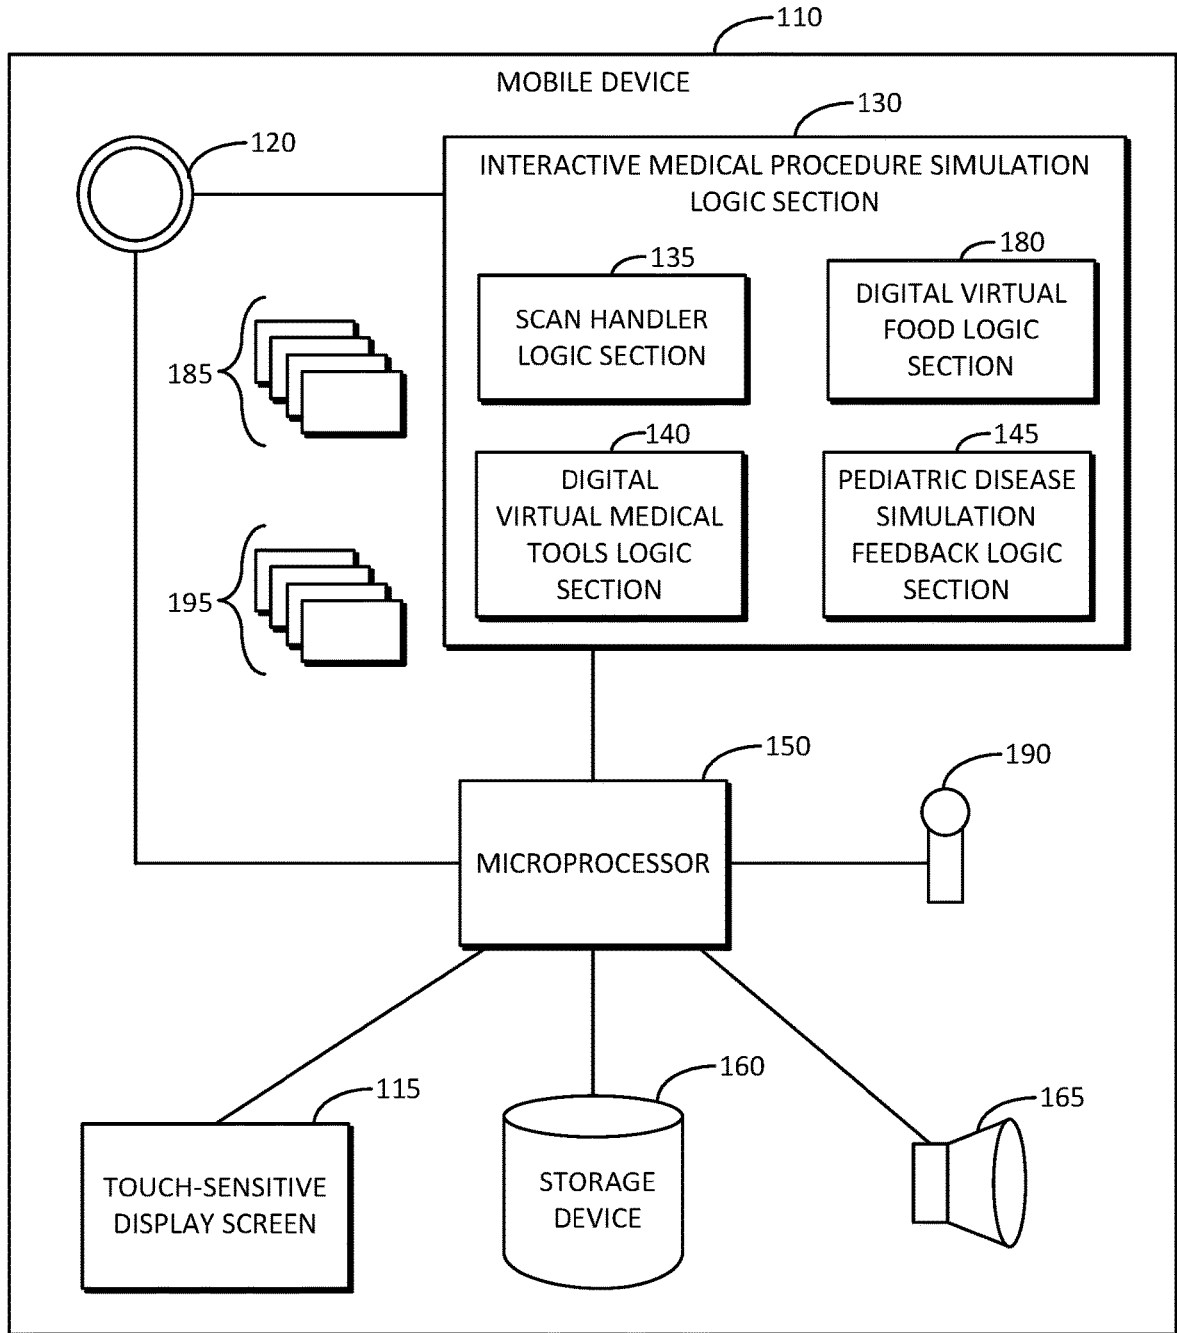 110
MOBILE DEVICE
120
130
INTERACTIVE MEDICAL PROCEDURE SIMULATION
LOGIC SECTION
135
SCAN HANDLER
LOGIC SECTION
180
DIGITAL VIRTUAL
FOOD LOGIC
SECTION
185
140
DIGITAL
VIRTUAL MEDICAL
TOOLS LOGIC
SECTION
145
PEDIATRIC DISEASE
SIMULATION
FEEDBACK LOGIC
SECTION
195
150
MICROPROCESSOR
190
115
TOUCH-SENSITIVE
DISPLAY SCREEN
160
STORAGE
DEVICE
165